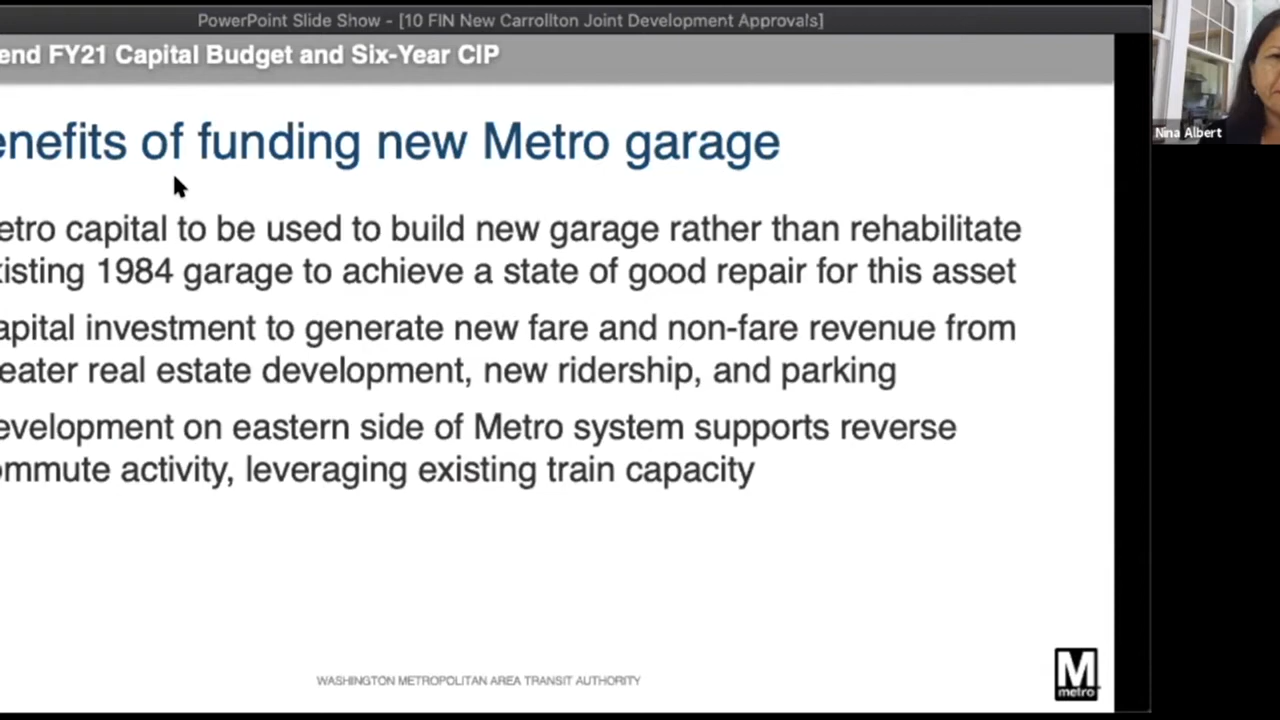 PowerPoint Slide Show - [10 FIN New Carrollton Joint Development Approvals]
end FY21 Capital Budget and Six-Year CIP
enefits of funding new Metro garage
etro capital to be used to build new garage rather than rehabilitate
xisting 1984 garage to achieve a state of good repair for this asset
apital investment to generate new fare and non-fare revenue from
eater real estate development, new ridership, and parking
evelopment on eastern side of Metro system supports reverse
ommute activity, leveraging existing train capacity
WASHINGTON METROPOLITAN AREA TRANSIT AUTHORITY
M
metro
Nina Albert